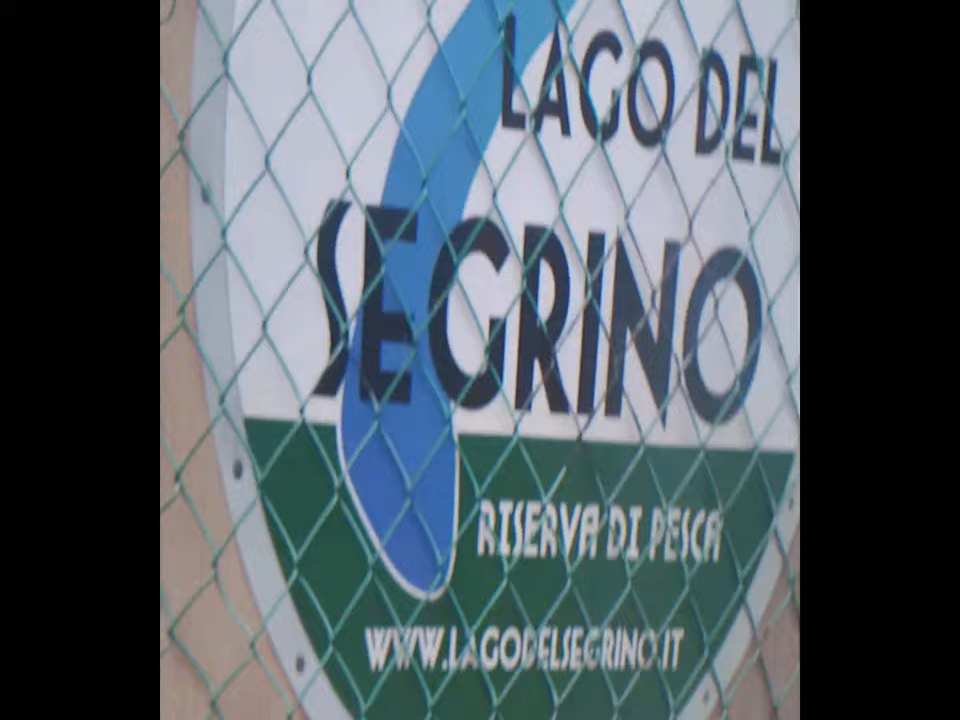 LAGO DEL
SEGRINO
RISERVA DI PESCA
WWW.LAGODELSEGRINO.IT